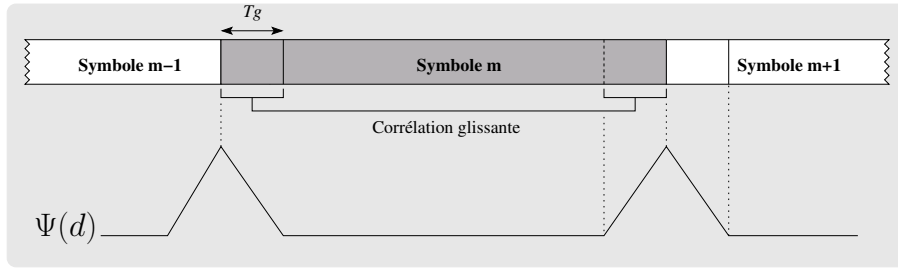 Tg
Symbole m−1
Symbole m
Symbole m+1
Corrélation glissante
Ψ(d)